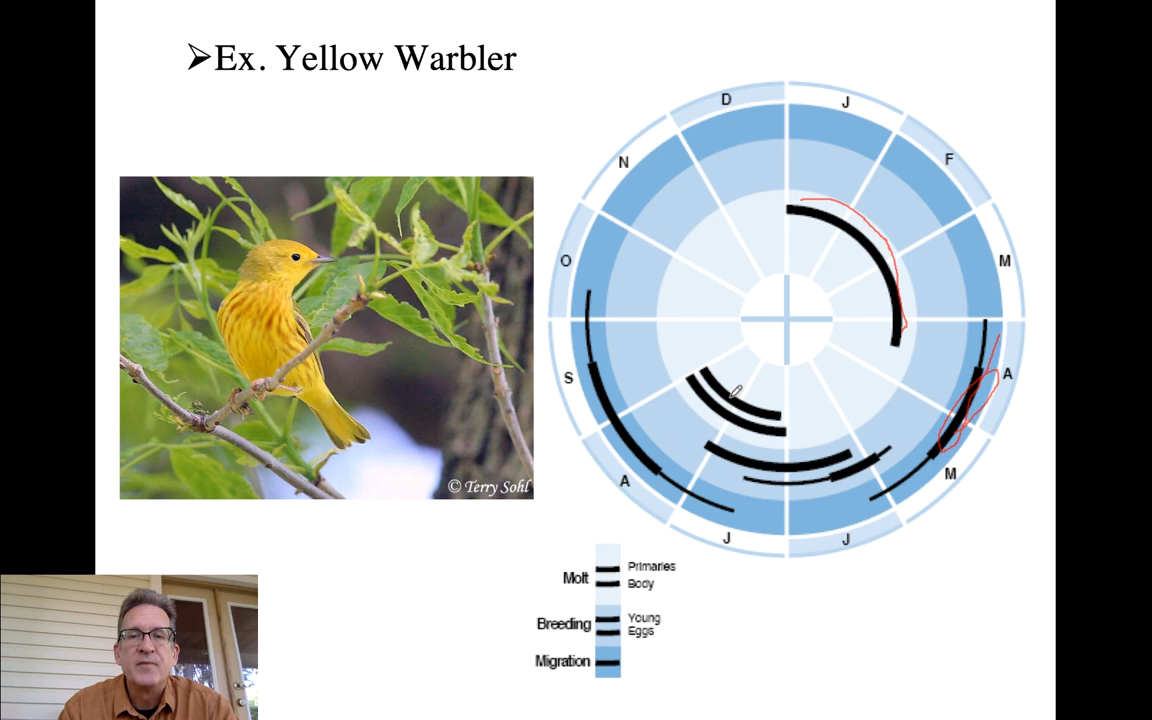 ➢Ex. Yellow Warbler
D
J
N
F
O
M
S
A
A
M
J
J
© Terry Sohl
Molt
Primaries
Body
Breeding
Young
Eggs
Migration